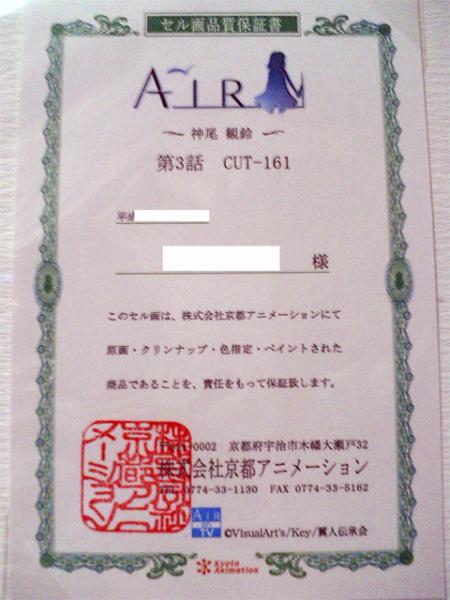 セル画品質保証書
AIR
～ 神尾 観鈴 ～
第3話 CUT-161
平成
様
このセル画は、株式会社京都アニメーションにて
原画・クリンナップ・色指定・ペイントされた
商品であることを、責任をもって保証致します。
-0002 京都府宇治市木幡大瀬戸32
株式会社京都アニメーション
TEL 0774-33-1130 FAX 0774-33-5162
AIR
on
TV
©VisualArt's/Key/翼人伝承会
Kyoto
Animation